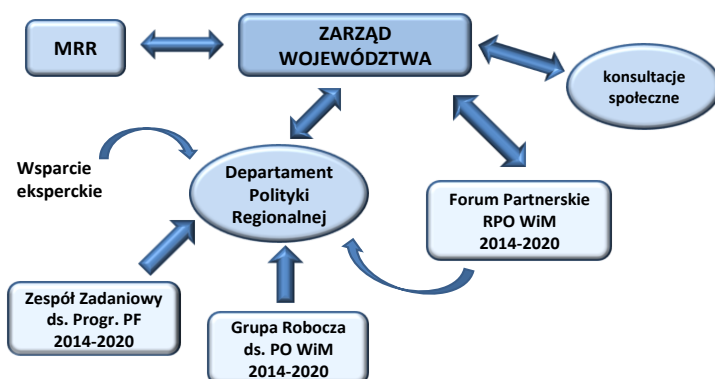 MRR
ZARZĄD
WOJEWÓDZTWA
konsultacje
społeczne
Wsparcie
eksperckie
Departament
Polityki
Regionalnej
Forum Partnerskie
RPO WiM
2014-2020
Zespół Zadaniowy
ds. Progr. PF
2014-2020
Grupa Robocza
ds. PO WiM
2014-2020